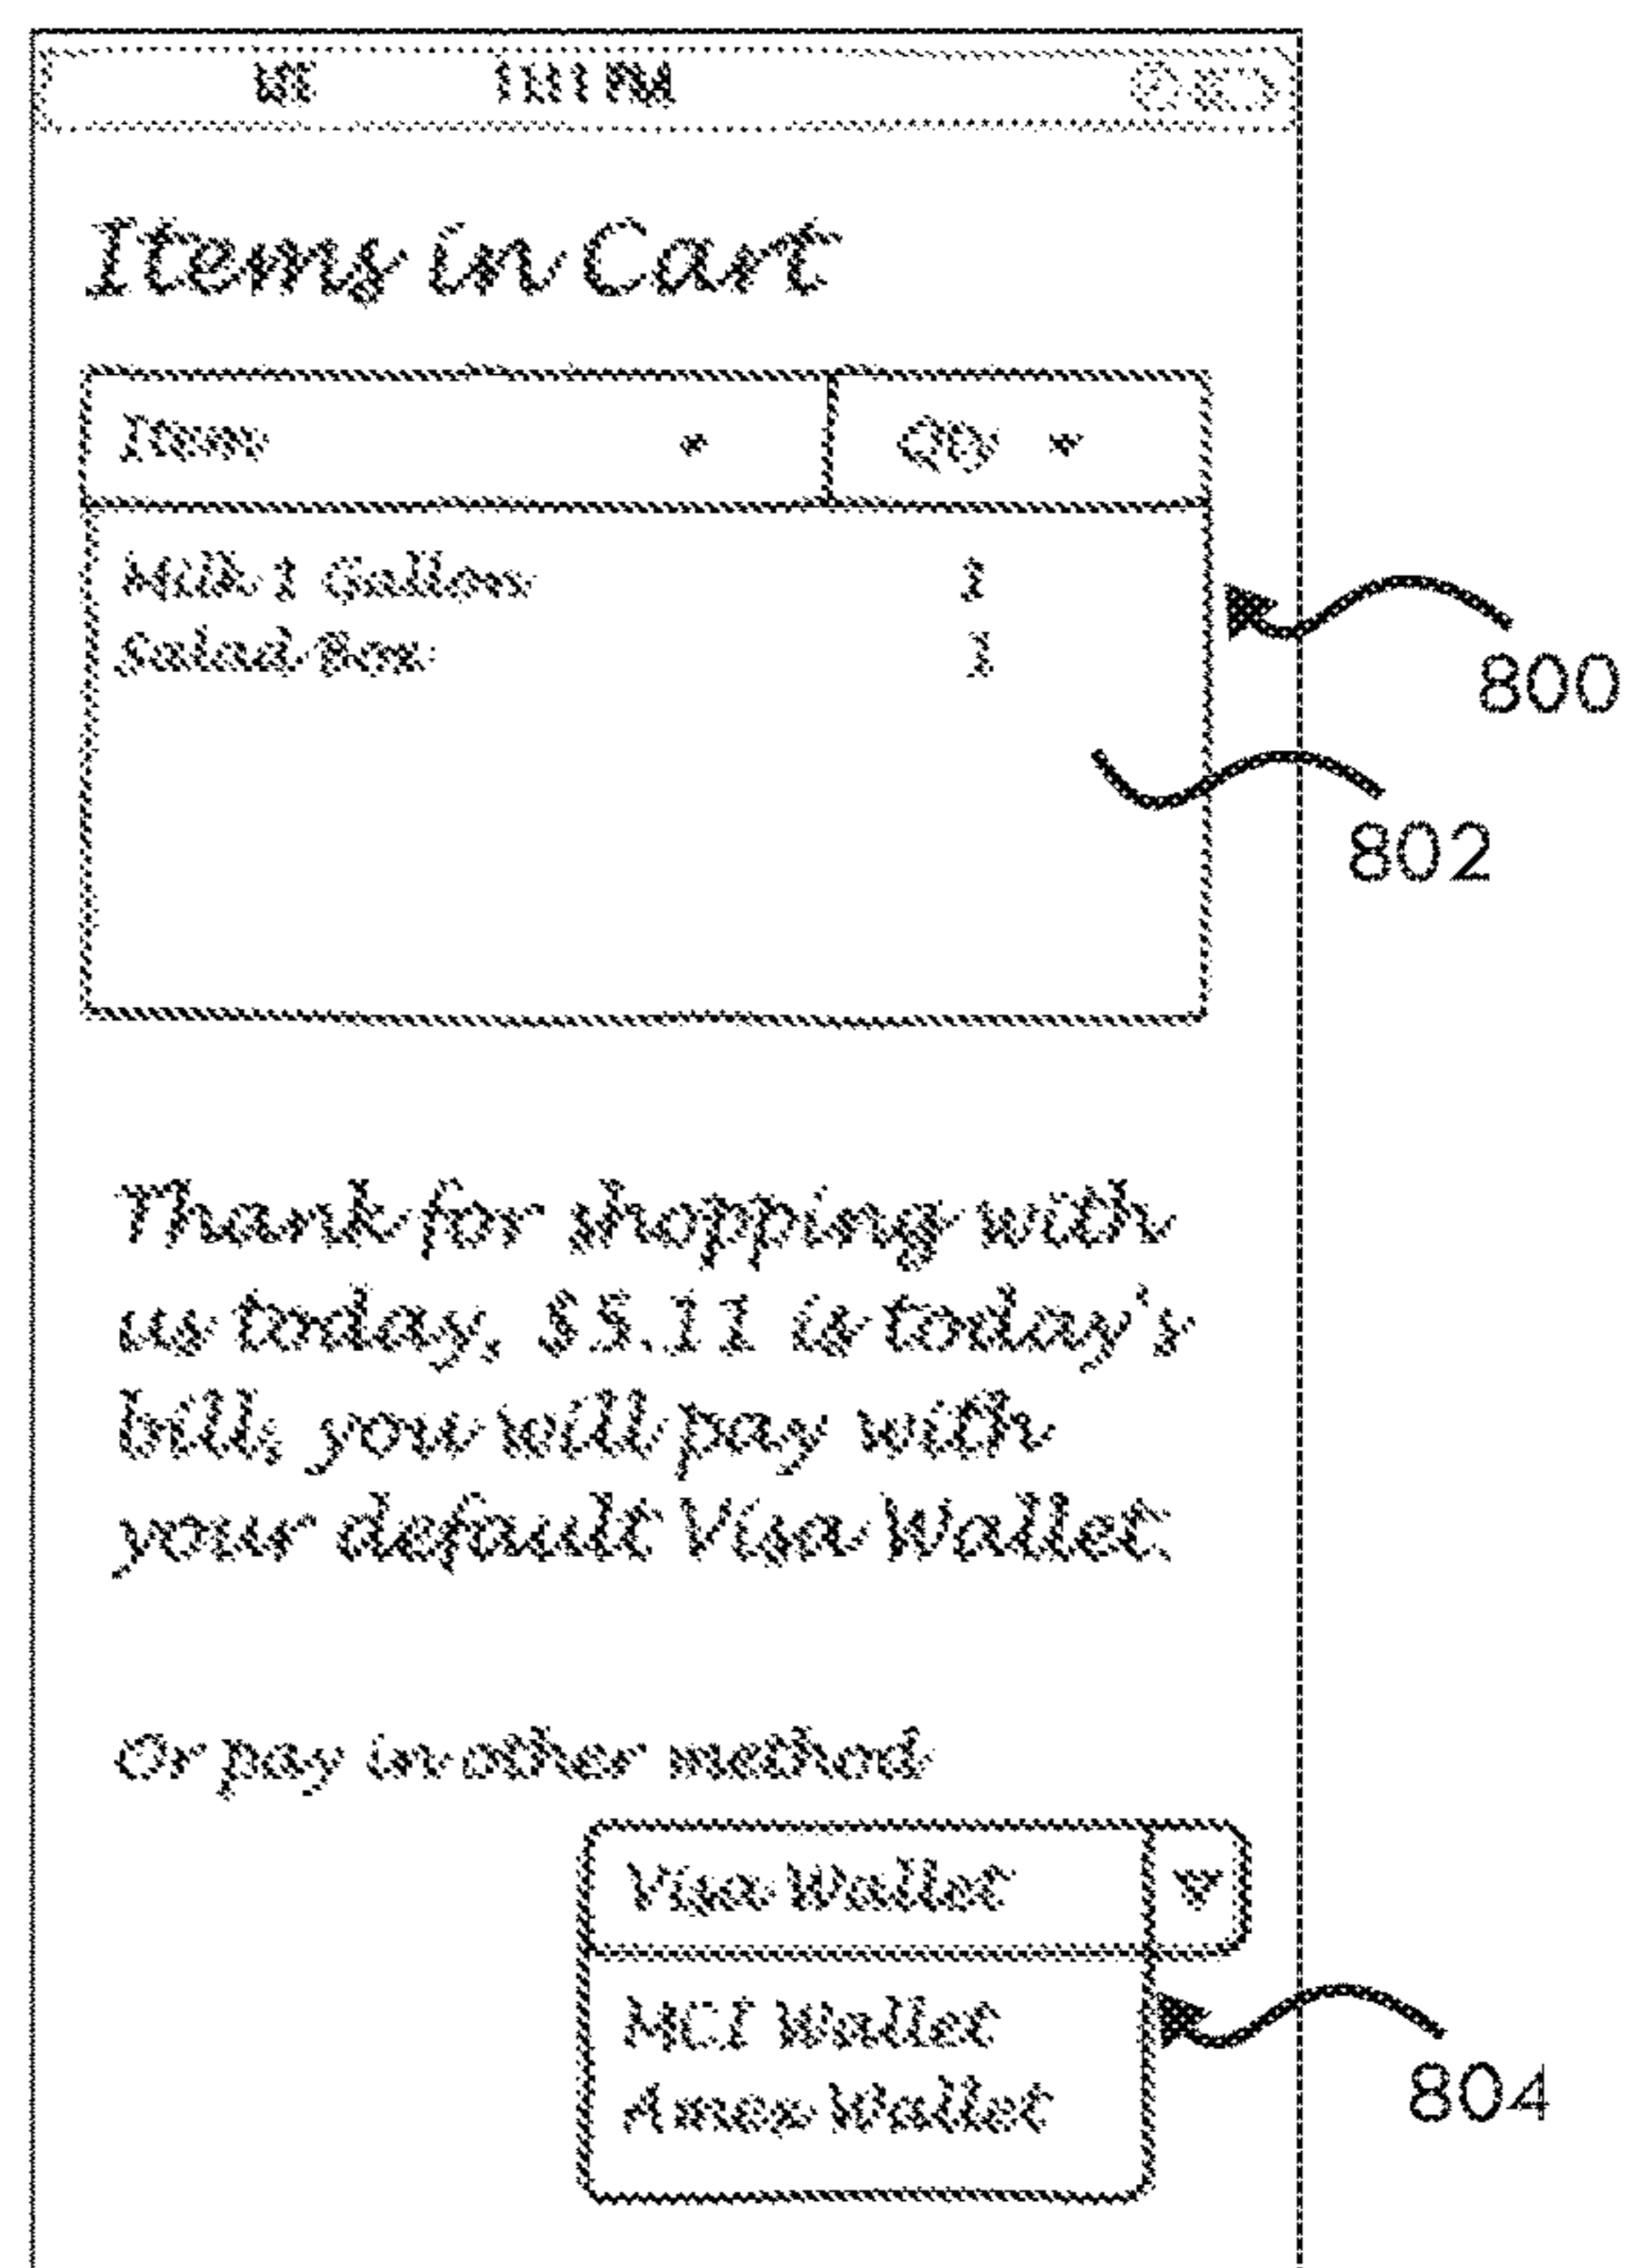 Items in Cart
Item Qty
Milk 1 Gallon 1
Salad Box 1
800
802
Thank for shopping with
us today, $5.11 is today's
bill, you will pay with
your default Visa Wallet.
Or pay in other method
Visa Wallet
MCI Wallet
804
Amex Wallet